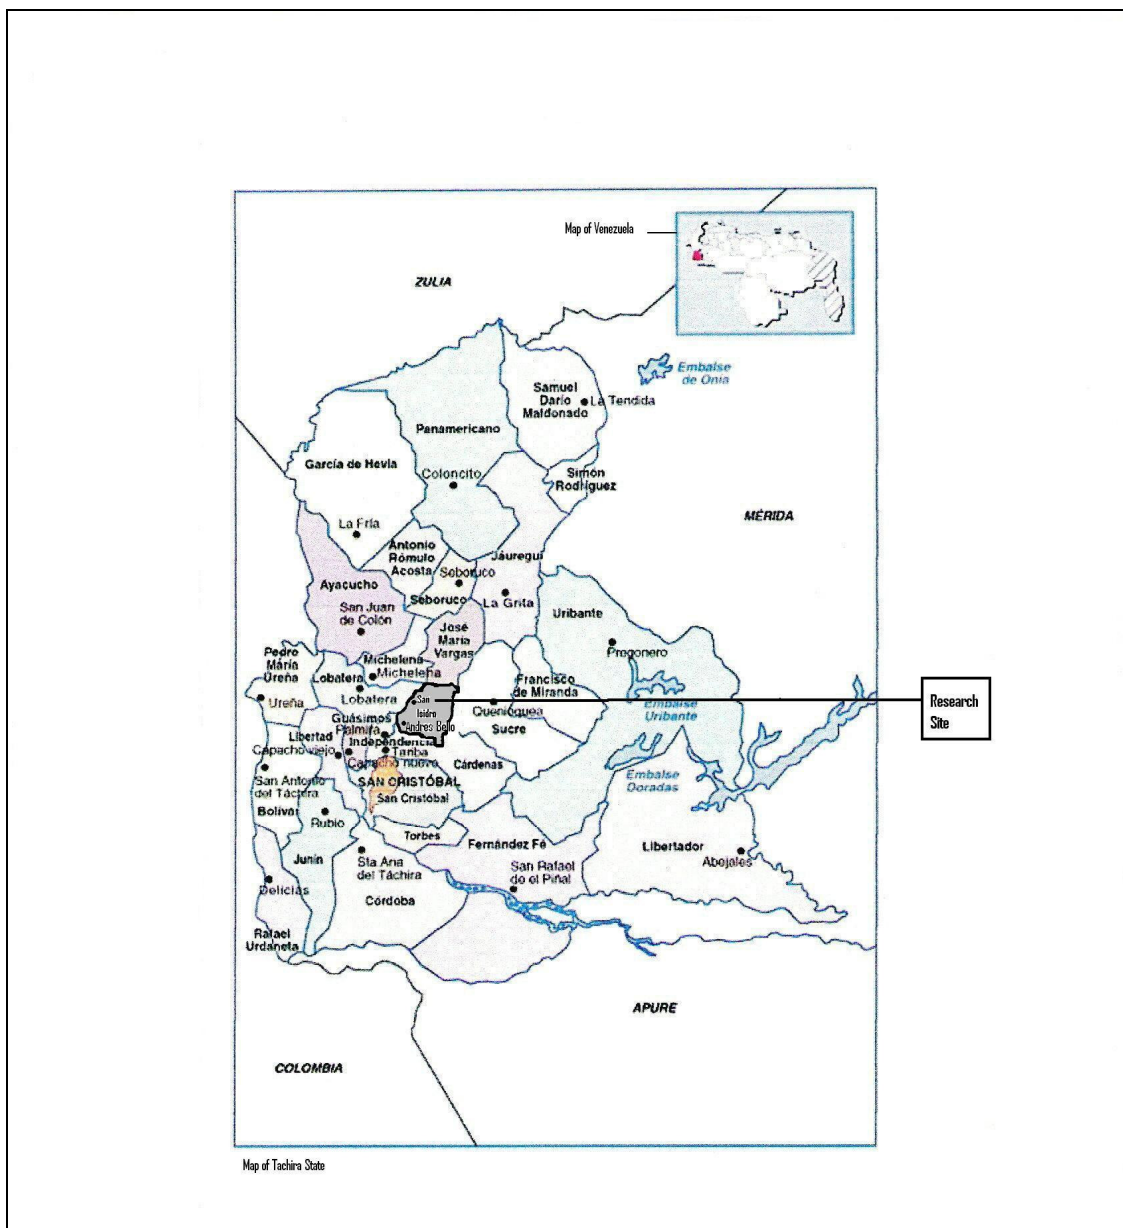 Map of Venezuela
ZULIA
Embalse
de Onia
Samuel
Darío
Maldonado
La Tendida
Panamericano
García de Hevia
Coloncito
Simón
Rodríguez
MÉRIDA
La Fría
Antonio
Rómulo
Acosta
Jáuregui
Seboruco
Ayacucho
Seboruco
La Grita
San Juan
de Colón
Uribante
José
María
Vargas
Pregonero
Pedro
María
Ureña
Michelena
Michelena
Lobatera
Francisco
de Miranda
Ureña
Lobatera
San
Isidro
Andres Bello
Queniquea
Embalse
Uribante
Research
Site
Guásimos
Palmira
Sucre
Libertad
Independencia
Capacho viejo
Tariba
Capacho nuevo
Cárdenas
San Antonio
del Táchira
SAN CRISTÓBAL
San Cristóbal
Embalse
Doradas
Bolívar
Rubio
Torbes
Fernández Fé
Libertador
Abejales
Junín
Sta Ana
del Táchira
San Rafael
de el Piñal
Delicias
Córdoba
Rafael
Urdaneta
APURE
COLOMBIA
Map of Tachira State